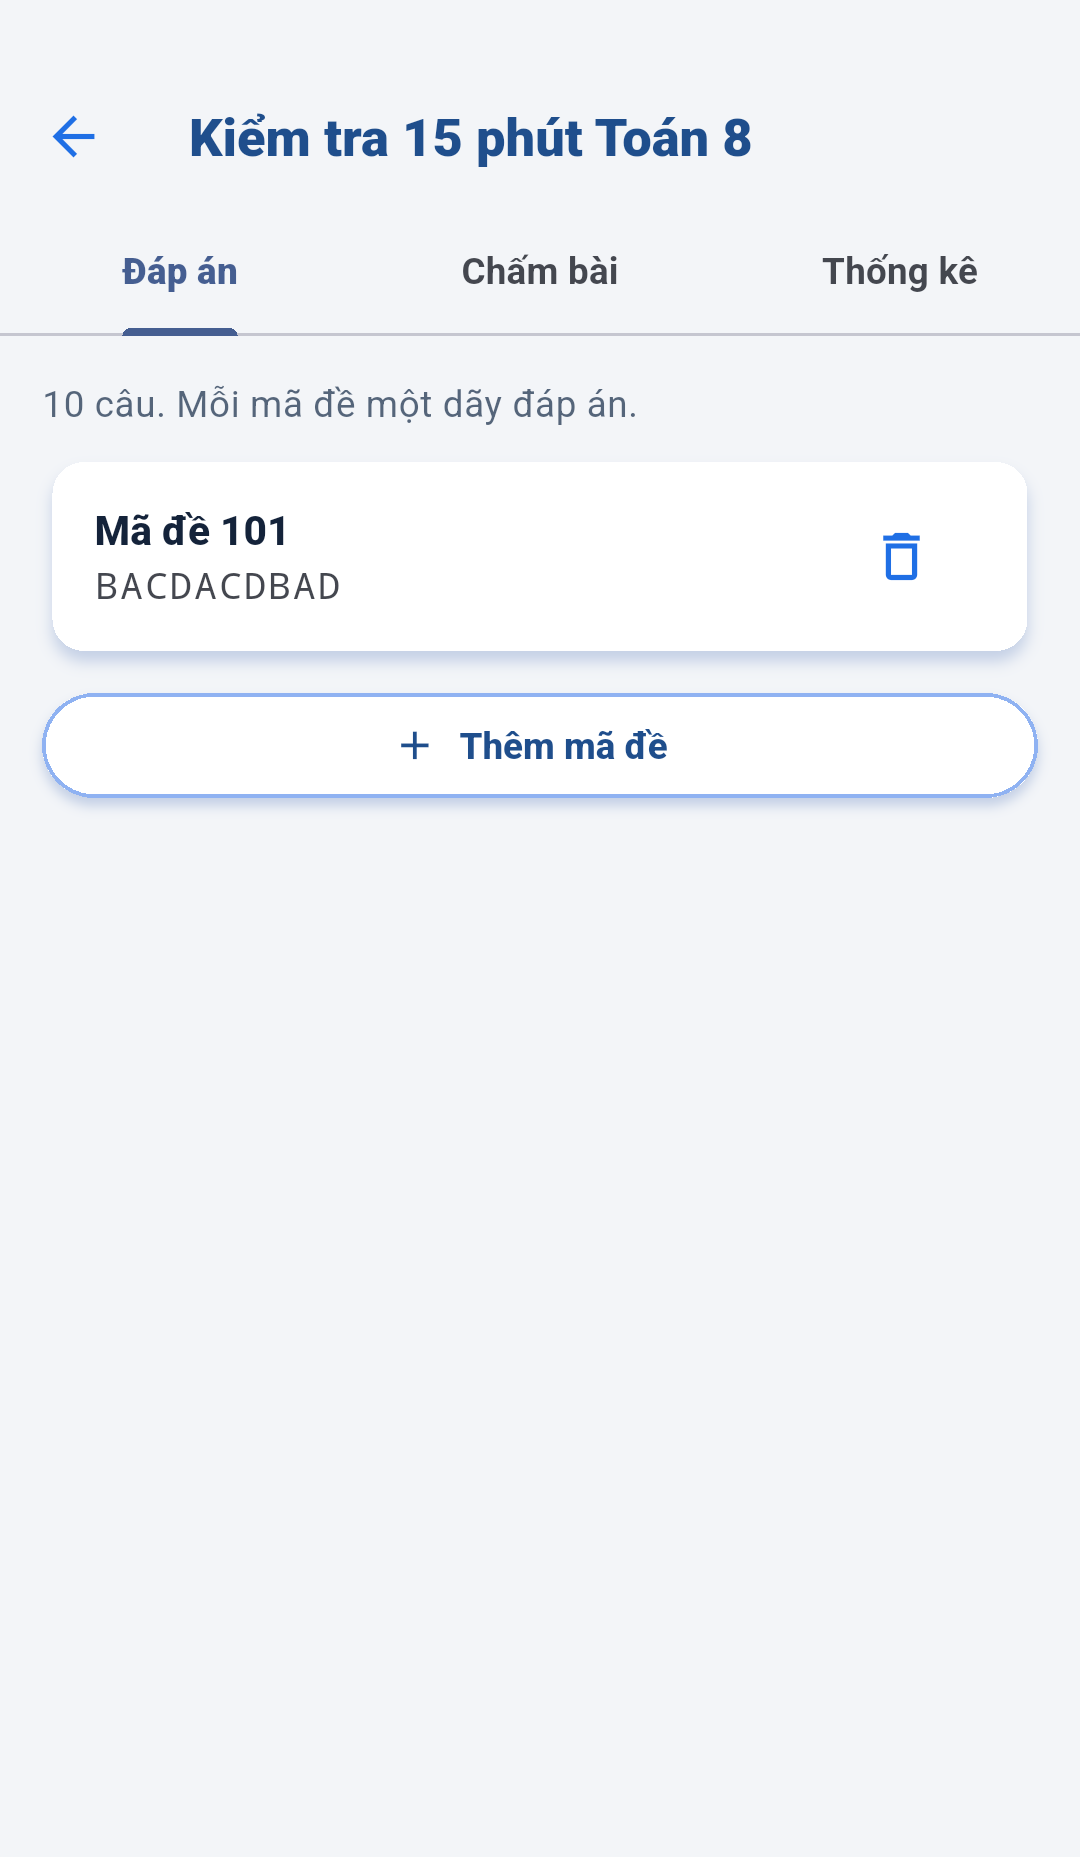 Kiểm tra 15 phút Toán 8
Đáp án
Chấm bài
Thống kê
10 câu. Mỗi mã đề một dãy đáp án.
Mã đề 101
BACDACDBAD
Thêm mã đề